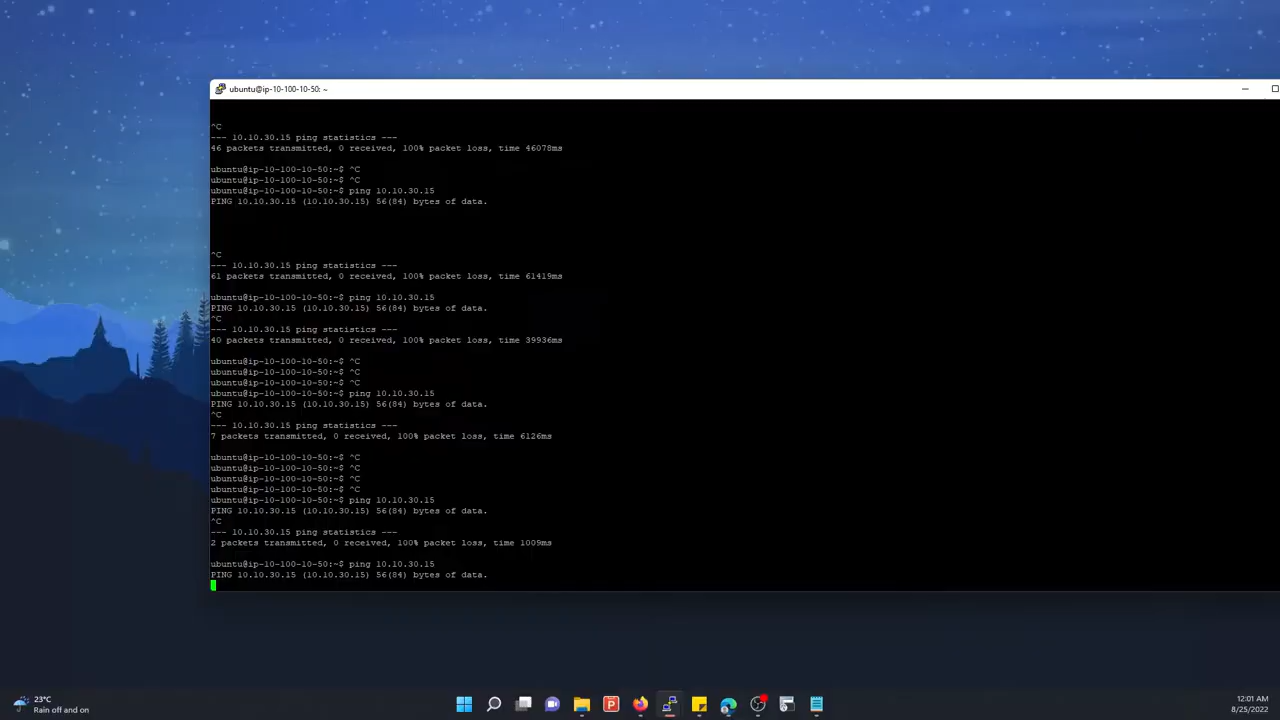 ubuntu@ip-10-100-10-50: ~
^C
--- 10.10.30.15 ping statistics ---
46 packets transmitted, 0 received, 100% packet loss, time 46078ms
ubuntu@ip-10-100-10-50:~$ ^C
ubuntu@ip-10-100-10-50:~$ ^C
ubuntu@ip-10-100-10-50:~$ ping 10.10.30.15
PING 10.10.30.15 (10.10.30.15) 56(84) bytes of data.
^C
--- 10.10.30.15 ping statistics ---
61 packets transmitted, 0 received, 100% packet loss, time 61419ms
ubuntu@ip-10-100-10-50:~$ ping 10.10.30.15
PING 10.10.30.15 (10.10.30.15) 56(84) bytes of data.
^C
--- 10.10.30.15 ping statistics ---
40 packets transmitted, 0 received, 100% packet loss, time 39936ms
ubuntu@ip-10-100-10-50:~$ ^C
ubuntu@ip-10-100-10-50:~$ ^C
ubuntu@ip-10-100-10-50:~$ ^C
ubuntu@ip-10-100-10-50:~$ ping 10.10.30.15
PING 10.10.30.15 (10.10.30.15) 56(84) bytes of data.
^C
--- 10.10.30.15 ping statistics ---
7 packets transmitted, 0 received, 100% packet loss, time 6126ms
ubuntu@ip-10-100-10-50:~$ ^C
ubuntu@ip-10-100-10-50:~$ ^C
ubuntu@ip-10-100-10-50:~$ ^C
ubuntu@ip-10-100-10-50:~$ ^C
ubuntu@ip-10-100-10-50:~$ ping 10.10.30.15
PING 10.10.30.15 (10.10.30.15) 56(84) bytes of data.
^C
--- 10.10.30.15 ping statistics ---
2 packets transmitted, 0 received, 100% packet loss, time 1009ms
ubuntu@ip-10-100-10-50:~$ ping 10.10.30.15
PING 10.10.30.15 (10.10.30.15) 56(84) bytes of data.
23°C
Rain off and on
P
12:01 AM
8/25/2022